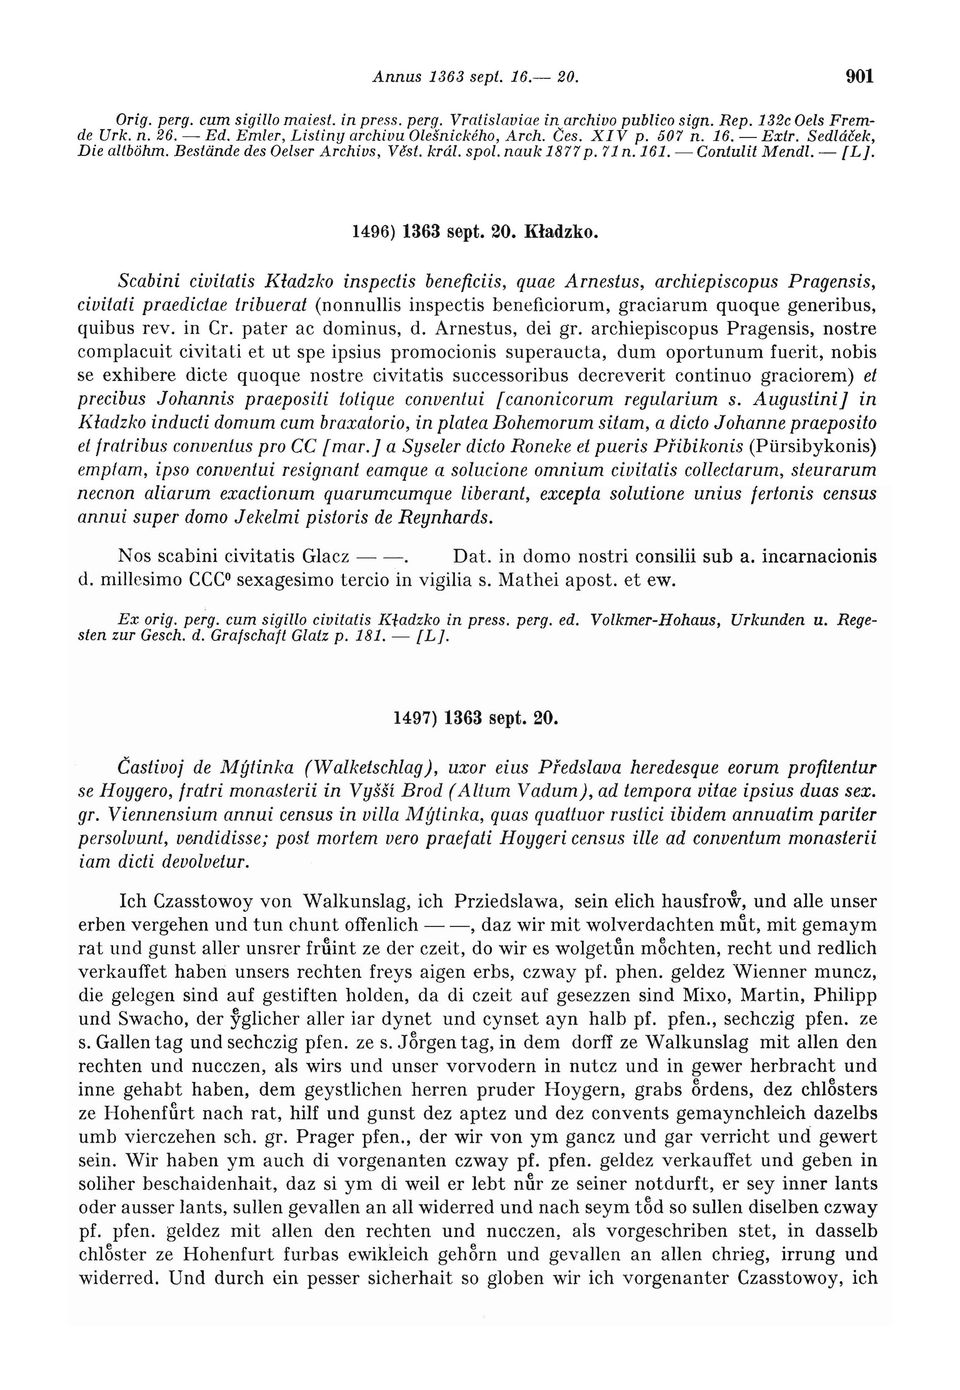 Annus 1363 sept. 16.— 20. 901
Orig. perg. cum sigillo maiest. in press. perg. Vratislaviae in archivo publico sign. Rep. 132c Oels Frem-
de Urk. n. 26. — Ed. Emler, Listiny archivu Olešnického, Arch. Čes. XIV p. 507 n. 16. — Extr. Sedláček,
Die altböhm. Bestände des Oelser Archivs, Věst. král. spol. nauk 1877 p. 71 n. 161. — Contulit Mendl. — [L].
1496) 1363 sept. 20. Kładzko.
Scabini civitatis Kładzko inspectis beneficiis, quae Arnestus, archiepiscopus Pragensis,
civitati praedictae tribuerat (nonnullis inspectis beneficiorum, graciarum quoque generibus,
quibus rev. in Cr. pater ac dominus, d. Arnestus, dei gr. archiepiscopus Pragensis, nostre
complacuit civitati et ut spe ipsius promocionis superaucta, dum oportunum fuerit, nobis
se exhibere dicte quoque nostre civitatis successoribus decreverit continuo graciorem) et
precibus Johannis praepositi totique conventui [canonicorum regularium s. Augustini] in
Kładzko inducti domum cum braxatorio, in platea Bohemorum sitam, a dicto Johanne praeposito
et fratribus conventus pro CC [mar.] a Syseler dicto Roneke et pueris Přibikonis (Pürsibykonis)
emptam, ipso conventui resignant eamque a solucione omnium civitatis collectarum, steurarum
necnon aliarum exactionum quarumcumque liberant, excepta solutione unius fertonis census
annui super domo Jekelmi pistoris de Reynhards.
Nos scabini civitatis Glacz — —. Dat. in domo nostri consilii sub a. incarnacionis
d. millesimo CCC⁰ sexagesimo tercio in vigilia s. Mathei apost. et ew.
Ex orig. perg. cum sigillo civitatis Kładzko in press. perg. ed. Volkmer-Hohaus, Urkunden u. Rege-
sten zur Gesch. d. Grafschaft Glatz p. 181. — [L].
1497) 1363 sept. 20.
Častivoj de Mýtinka (Walketschlag), uxor eius Předslava heredesque eorum profitentur
se Hoygero, fratri monasterii in Vyšší Brod (Altum Vadum), ad tempora vitae ipsius duas sex.
gr. Viennensium annui census in villa Mýtinka, quas quattuor rustici ibidem annuatim pariter
persolvunt, vendidisse; post mortem vero praefati Hoygeri census ille ad conventum monasterii
iam dicti devolvetur.
Ich Czasstowoy von Walkunslag, ich Prziedslawa, sein elich hausfrowͤ, und alle unser
erben vergehen und tun chunt offenlich — —, daz wir mit wolverdachten muͤt, mit gemaym
rat und gunst aller unsrer fruͤint ze der czeit, do wir es wolgetuͤn moͤchten, recht und redlich
verkauffet haben unsers rechten freys aigen erbs, czway pf. phen. geldez Wienner muncz,
die gelegen sind auf gestiften holden, da di czeit auf gesezzen sind Mixo, Martin, Philipp
und Swacho, der yͤglicher aller iar dynet und cynset ayn halb pf. pfen., sechczig pfen. ze
s. Gallen tag und sechczig pfen. ze s. Joͤrgen tag, in dem dorff ze Walkunslag mit allen den
rechten und nucczen, als wirs und unser vorvodern in nutcz und in gewer herbracht und
inne gehabt haben, dem geystlichen herren pruder Hoygern, grabs oͤrdens, dez chloͤsters
ze Hohenfuͤrt nach rat, hilf und gunst dez aptez und dez convents gemaynchleich dazelbs
umb vierczehen sch. gr. Prager pfen., der wir von ym gancz und gar verricht und gewert
sein. Wir haben ym auch di vorgenanten czway pf. pfen. geldez verkauffet und geben in
soliher beschaidenhait, daz si ym di weil er lebt nuͤr ze seiner notdurft, er sey inner lants
oder ausser lants, sullen gevallen an all widerred und nach seym toͤd so sullen diselben czway
pf. pfen. geldez mit allen den rechten und nucczen, als vorgeschriben stet, in dasselb
chloͤster ze Hohenfurt furbas ewikleich gehoͤrn und gevallen an allen chrieg, irrung und
widerred. Und durch ein pesser sicherhait so globen wir ich vorgenanter Czasstowoy, ich